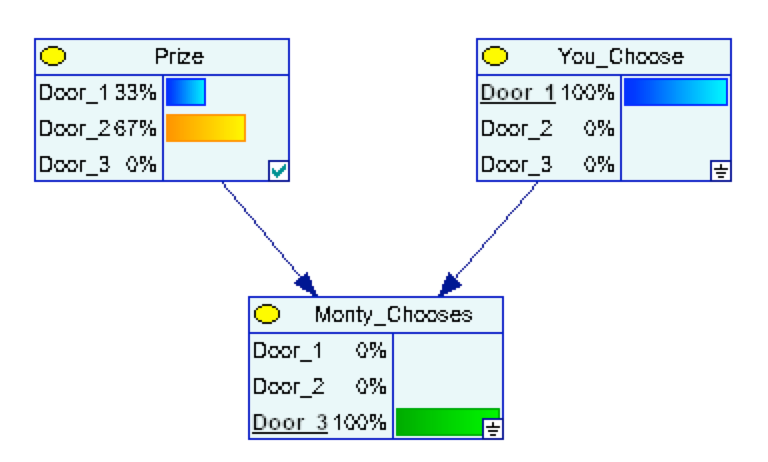 Prize
Door_1 33%
Door_2 67%
Door_3 0%
You_Choose
Door_1 100%
Door_2 0%
Door_3 0%
Monty_Chooses
Door_1 0%
Door_2 0%
Door_3 100%